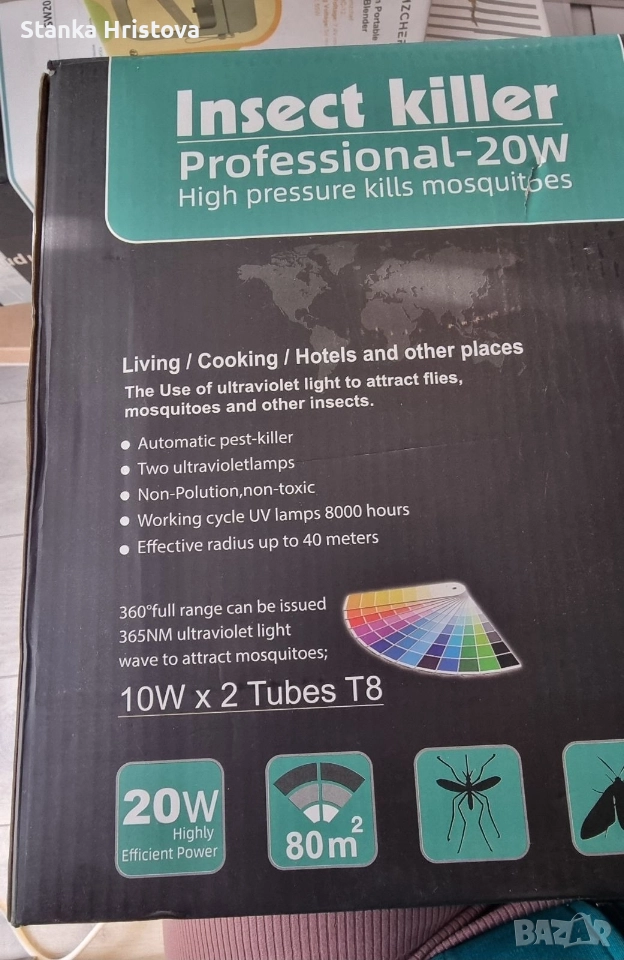 Stanka Hristova
Portable
Blender
Insect killer
Professional-20W
High pressure kills mosquitoes
Living / Cooking / Hotels and other places
The Use of ultraviolet light to attract flies,
mosquitoes and other insects.
Automatic pest-killer
Two ultravioletlamps
Non-Polution,non-toxic
Working cycle UV lamps 8000 hours
Effective radius up to 40 meters
360°full range can be issued
365NM ultraviolet light
wave to attract mosquitoes;
10W x 2 Tubes T8
20W
Highly
Efficient Power
80m²
BAZAR